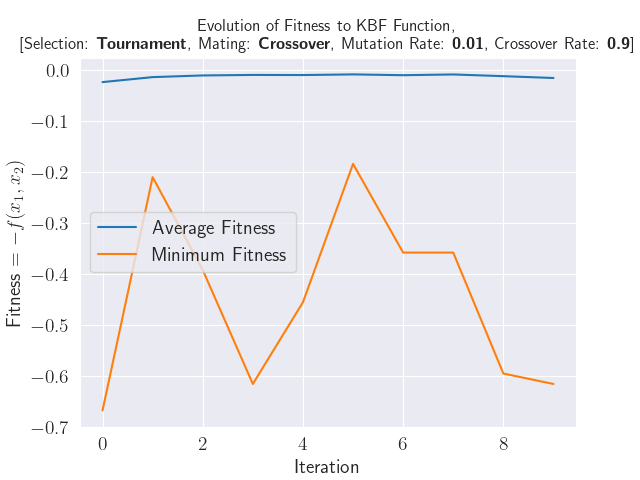 Evolution of Fitness to KBF Function,
[Selection: Tournament, Mating: Crossover, Mutation Rate: 0.01, Crossover Rate: 0.9]
0.0
−0.1
−0.2
−0.3
−0.4
−0.5
−0.6
−0.7
Fitness = −f(x₁, x₂)
Average Fitness
Minimum Fitness
0 2 4 6 8
Iteration